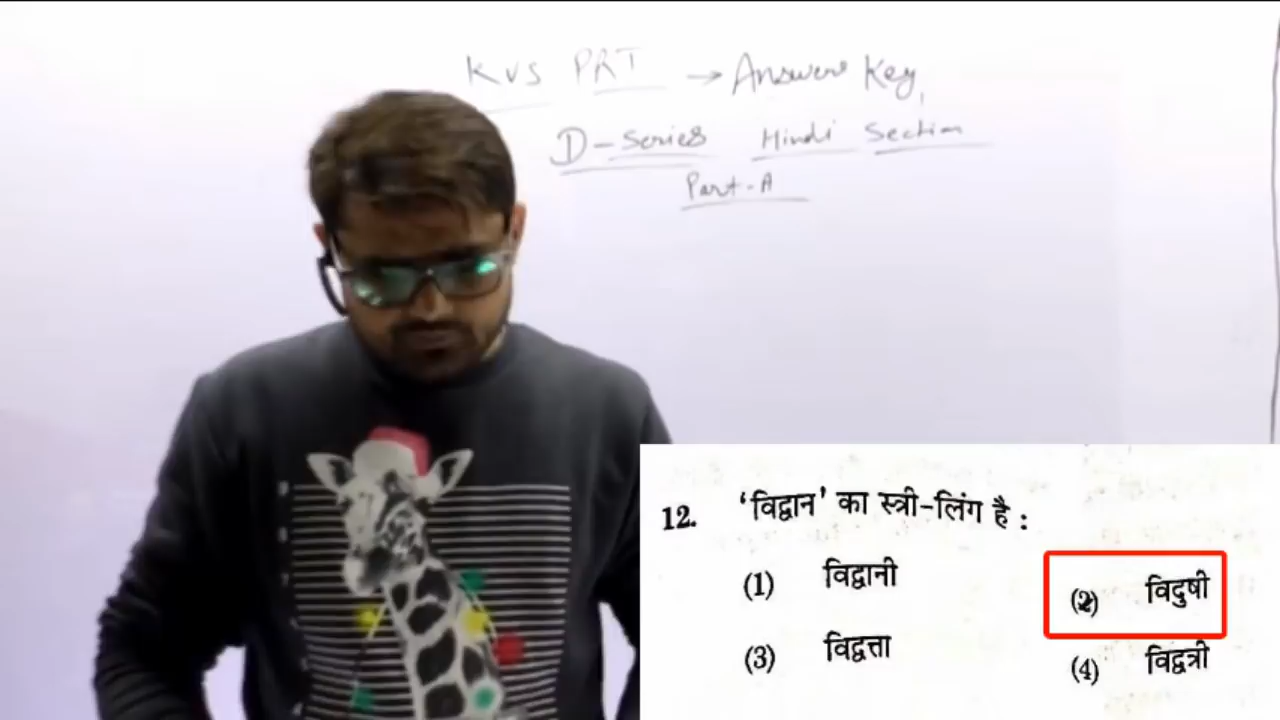 KVS PRT → Answer Key
D-Series Hindi Section
Part-A
12. 'विद्वान' का स्त्री-लिंग है :
(1) विद्वानी (2) विदुषी
(3) विद्वत्ता (4) विद्वत्री